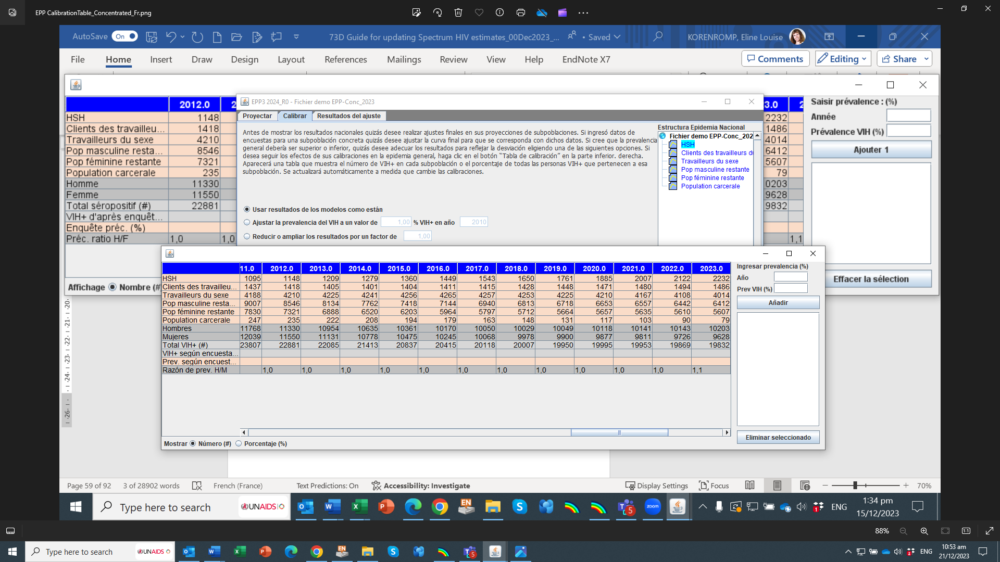 EPP CalibrationTable_Concentrated_Fr.png
AutoSave On 73D Guide for updating Spectrum HIV estimates_00Dec2023_... • Saved KORENROMP, Eline Louise
File Home Insert Draw Design Layout References Mailings Review View Help EndNote X7 Comments Editing Share
2012.0 2
HSH 1148
Clients des travailleu... 1418
Travailleurs du sexe 4210
Pop masculine resta... 8546
Pop féminine restante 7321
Population carcerale 235
Homme 11330
Femme 11550
Total séropositif (#) 22881
VIH+ d'après enquêt...
Enquête préc. (%)
Préc. ratio H/F 1,0 1,0
Affichage Nombre (#
EPP3 2024_R0 - Fichier demo EPP-Conc_2023
Proyectar Calibrar Resultados del ajuste
Antes de mostrar los resultados nacionales quizás desee realizar ajustes finales en sus proyecciones de subpoblaciones. Si ingresó datos de
encuestas para una subpoblación concreta quizás desee ajustar la curva final para que se corresponda con dichos datos. Si cree que la prevalencia
general debería ser superior o inferior, quizás desee adecuar los resultados para reflejar la desviación eligiendo una de las siguientes opciones. Si
desea seguir los efectos de sus calibraciones en la epidemia general, haga clic en el botón “Tabla de calibración” en la parte inferior. derecha.
Aparecerá una tabla que muestra el número de VIH+ en cada subpoblación o el porcentaje de todas las personas VIH+ que pertenecen a esa
subpoblación. Se actualizará automáticamente a medida que cambie las calibraciones.
Usar resultados de los modelos como están
Ajustar la prevalencia del VIH a un valor de 1,00 % VIH+ en año 2010
Reducir o ampliar los resultados por un factor de 1,00
Estructura Epidemia Nacional
Fichier demo EPP-Conc_202
HSH
Clients des travailleurs d
Travailleurs du sexe
Pop masculine restante
Pop féminine restante
Population carcerale
3.0 2
2232
1486
4014
6412
5607
79
0203
9628
9832
1,1
Saisir prévalence : (%)
Année
Prévalence VIH (%)
Ajouter 1
Effacer la sélection
11.0 2012.0 2013.0 2014.0 2015.0 2016.0 2017.0 2018.0 2019.0 2020.0 2021.0 2022.0 2023.0
HSH 1095 1148 1209 1279 1360 1449 1543 1650 1761 1885 2007 2122 2232
Clients des travailleu... 1437 1418 1405 1401 1404 1411 1415 1428 1448 1471 1480 1494 1486
Travailleurs du sexe 4188 4210 4225 4241 4256 4265 4257 4253 4225 4210 4167 4108 4014
Pop masculine resta... 9007 8546 8134 7762 7418 7144 6940 6813 6718 6653 6557 6442 6412
Pop féminine restante 7830 7321 6888 6520 6203 5964 5797 5712 5664 5657 5635 5610 5607
Population carcerale 247 235 222 208 194 179 163 148 131 117 103 90 79
Hombres 11768 11330 10954 10635 10361 10170 10050 10029 10049 10118 10141 10143 10203
Mujeres 12039 11550 11131 10778 10475 10245 10068 9978 9900 9877 9811 9726 9628
Total VIH+ (#) 23807 22881 22085 21413 20837 20415 20118 20007 19950 19995 19953 19869 19832
VIH+ según encuesta...
Prev. según encuest...
Razón de prev. H/M 1,0 1,0 1,0 1,0 1,0 1,0 1,0 1,0 1,0 1,0 1,0 1,1
Mostrar Número (#) Porcentaje (%)
Ingresar prevalencia (%)
Año
Prev VIH (%)
Añadir
Eliminar seleccionado
20 21 22 23 24 26
Page 59 of 92 3 of 28902 words French (France) Text Predictions: On Accessibility: Investigate Display Settings Focus 70%
Type here to search UNAIDS EN zoom 5 1 ENG 1:34 pm
15/12/2023
88% 1:1
Type here to search UNAIDS EN 5 2 ENG 10:53 am
21/12/2023